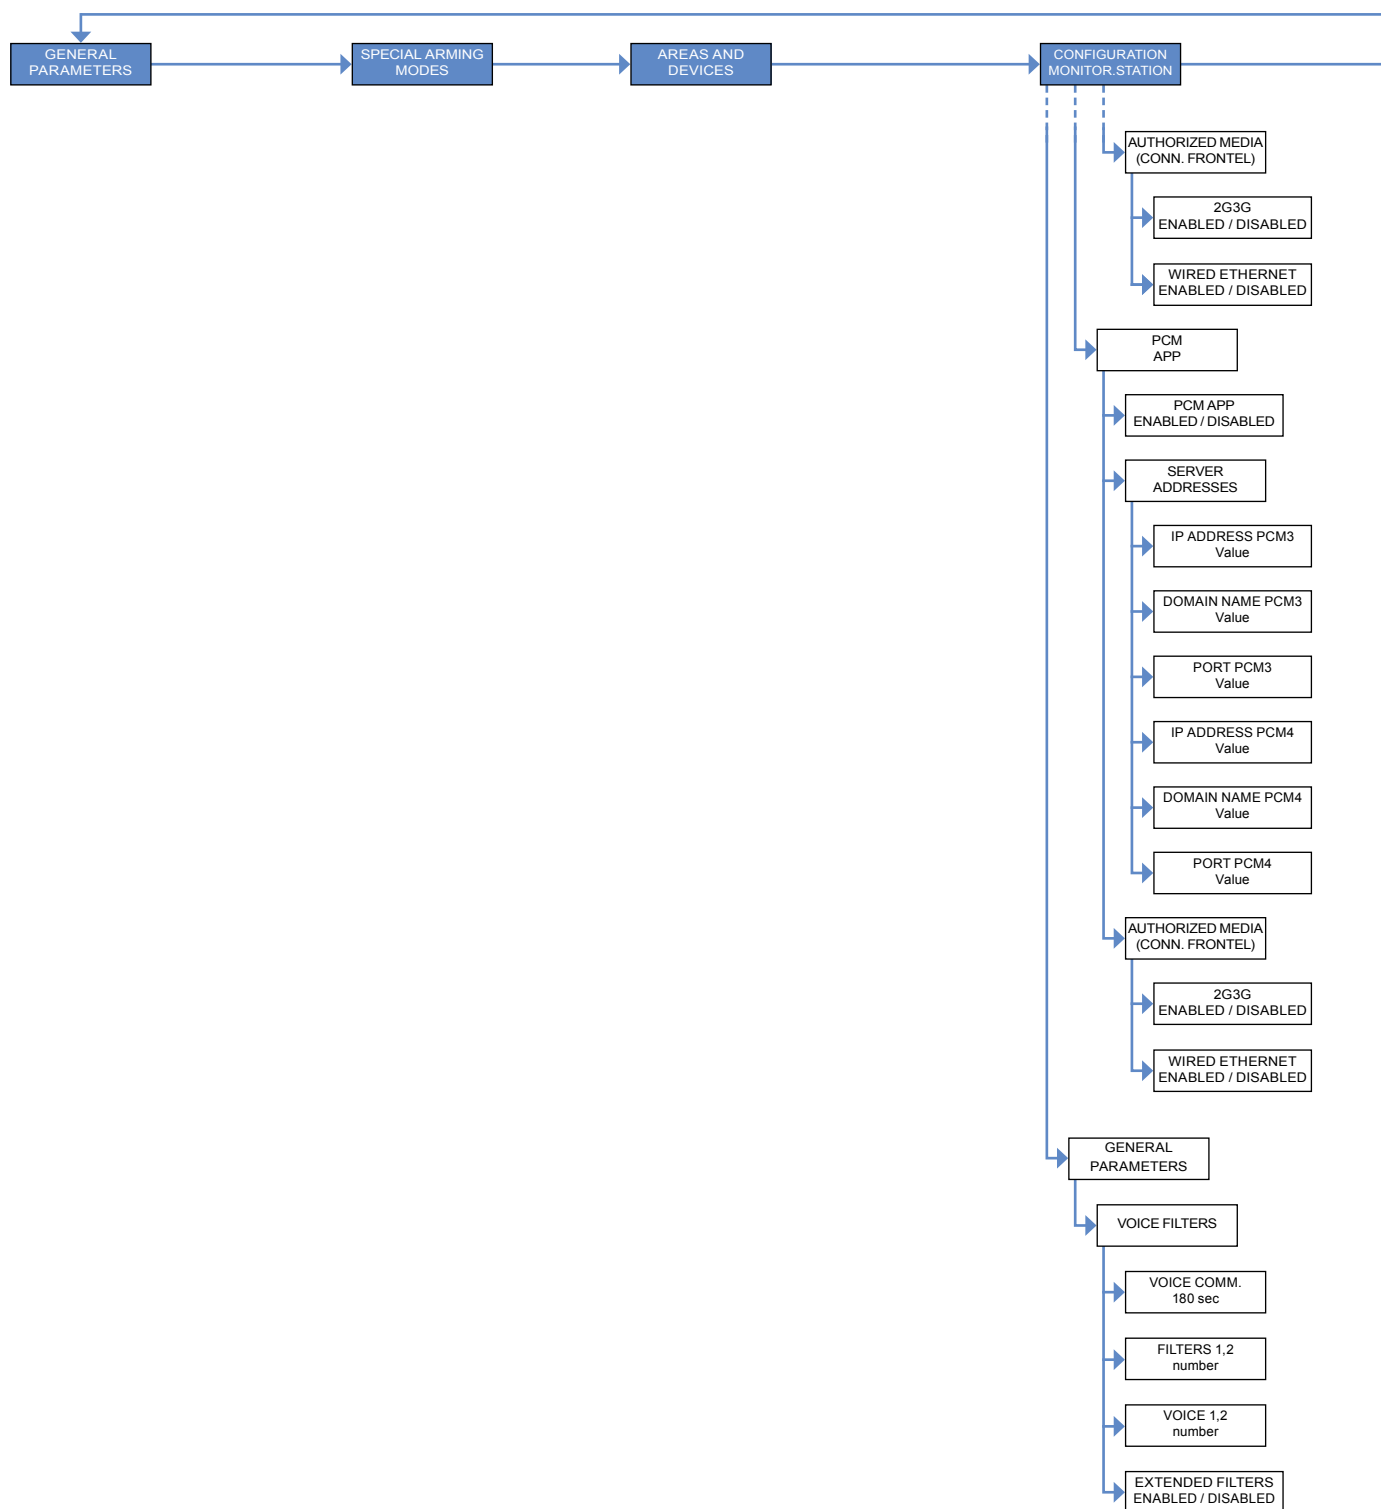 GENERAL
PARAMETERS
SPECIAL ARMING
MODES
AREAS AND
DEVICES
CONFIGURATION
MONITOR.STATION
AUTHORIZED MEDIA
(CONN. FRONTEL)
2G3G
ENABLED / DISABLED
WIRED ETHERNET
ENABLED / DISABLED
PCM
APP
PCM APP
ENABLED / DISABLED
SERVER
ADDRESSES
IP ADDRESS PCM3
Value
DOMAIN NAME PCM3
Value
PORT PCM3
Value
IP ADDRESS PCM4
Value
DOMAIN NAME PCM4
Value
PORT PCM4
Value
AUTHORIZED MEDIA
(CONN. FRONTEL)
2G3G
ENABLED / DISABLED
WIRED ETHERNET
ENABLED / DISABLED
GENERAL
PARAMETERS
VOICE FILTERS
VOICE COMM.
180 sec
FILTERS 1,2
number
VOICE 1,2
number
EXTENDED FILTERS
ENABLED / DISABLED